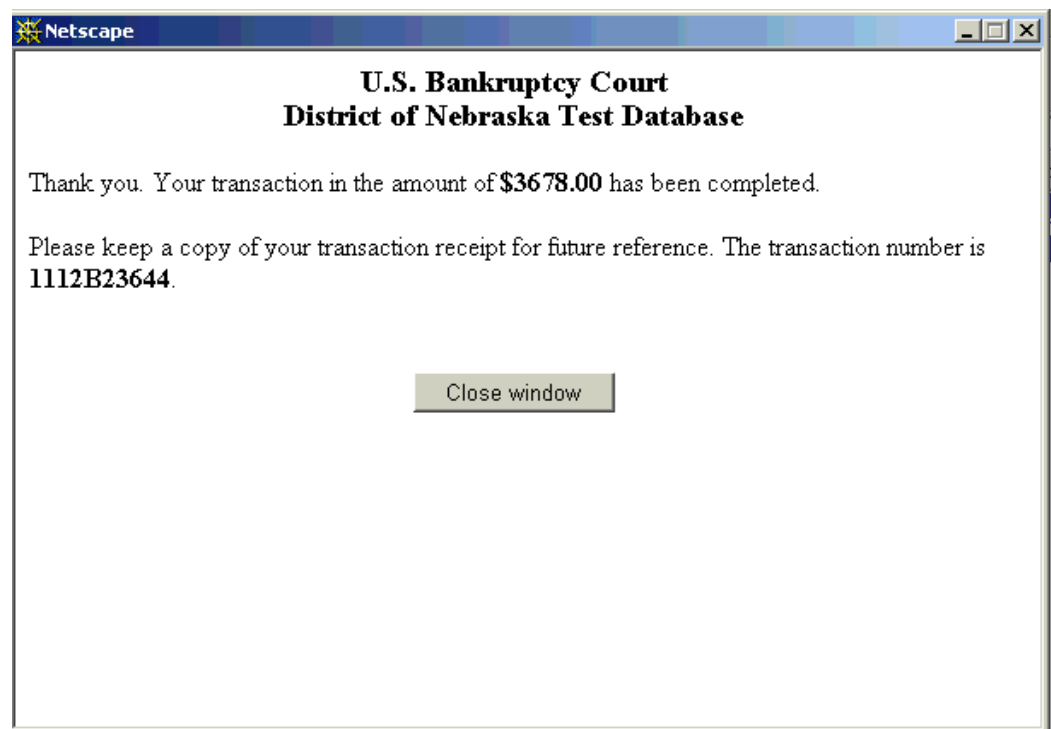 Netscape
U.S. Bankruptcy Court
District of Nebraska Test Database
Thank you. Your transaction in the amount of $3678.00 has been completed.
Please keep a copy of your transaction receipt for future reference. The transaction number is
1112B23644.
Close window